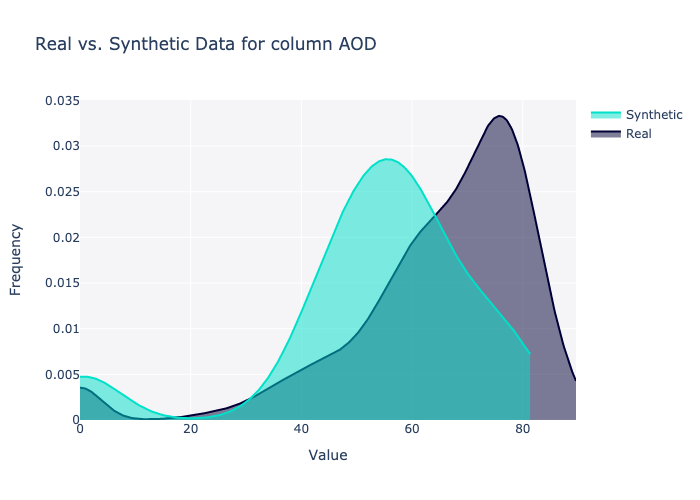 Real vs. Synthetic Data for column AOD
Synthetic
Real
Frequency
0.035
0.03
0.025
0.02
0.015
0.01
0.005
0
0 20 40 60 80
Value